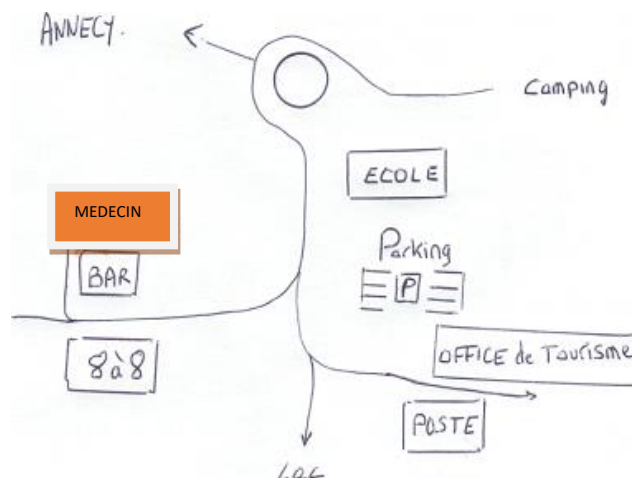 ANNECY.
Camping
ECOLE
MEDECIN
Parking
BAR
P
8à8
OFFICE de TOURISME
POSTE